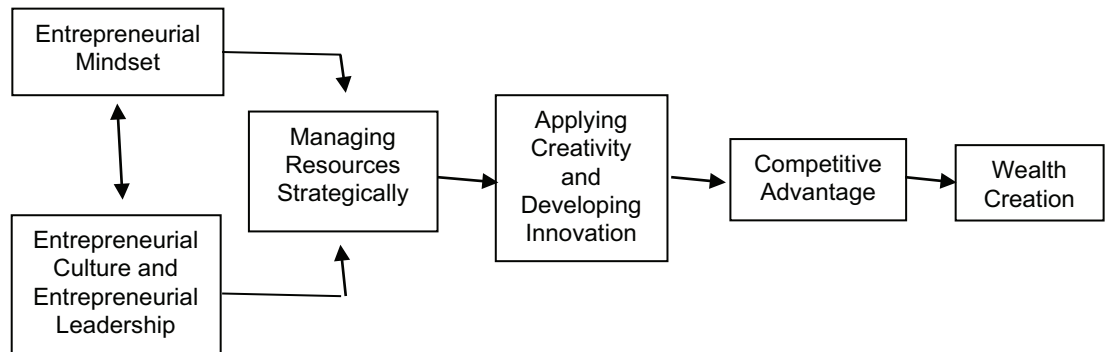 Entrepreneurial
Mindset
Entrepreneurial
Culture and
Entrepreneurial
Leadership
Managing
Resources
Strategically
Applying
Creativity
and
Developing
Innovation
Competitive
Advantage
Wealth
Creation